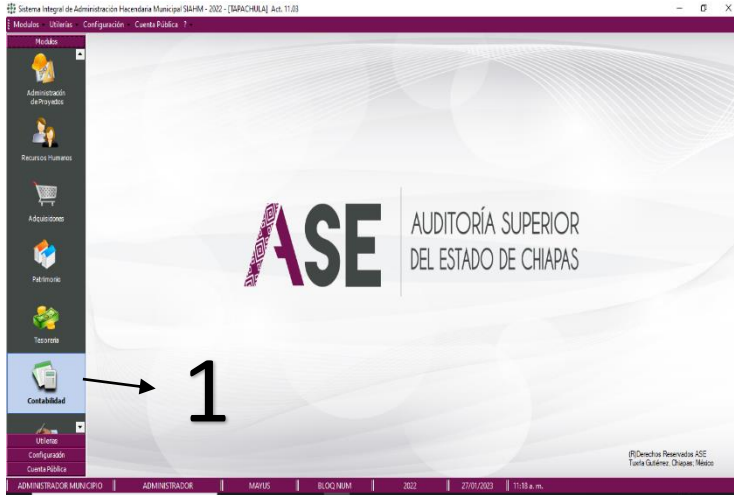 Sistema Integral de Administración Hacendaria Municipal SIAHM - 2022 - [TAPACHULA] Act. 11.03
Modulos Utilerías Configuración Cuenta Pública ?
Modulos
Administración
de Proyectos
Recursos Humanos
Adquisiciones
Patrimonio
Tesoreria
Contabilidad
1
ASE
AUDITORÍA SUPERIOR
DEL ESTADO DE CHIAPAS
Utilerias
Configuración
Cuenta Pública
(R)Derechos Reservados ASE
Tuxtla Gutiérrez. Chiapas; México
ADMINISTRADOR MUNICIPIO ADMINISTRADOR MAYUS BLOQ NUM 2022 27/01/2023 11:18 a. m.